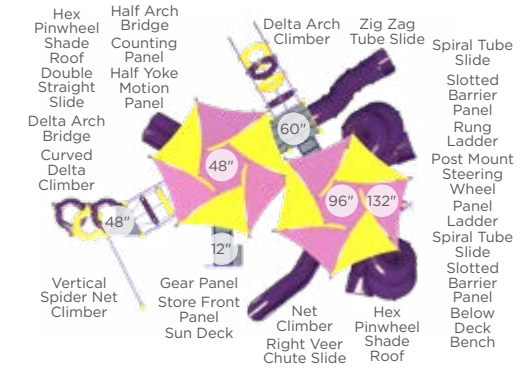 Hex
Pinwheel
Shade
Roof
Double
Straight
Slide
Delta Arch
Bridge
Curved
Delta
Climber
Half Arch
Bridge
Counting
Panel
Half Yoke
Motion
Panel
Delta Arch
Climber
Zig Zag
Tube Slide
Spiral Tube
Slide
Slotted
Barrier
Panel
Rung
Ladder
Post Mount
Steering
Wheel
Panel
Ladder
Spiral Tube
Slide
Slotted
Barrier
Panel
Below
Deck
Bench
60"
48"
96"
132"
48"
12"
Vertical
Spider Net
Climber
Gear Panel
Store Front
Panel
Sun Deck
Net
Climber
Right Veer
Chute Slide
Hex
Pinwheel
Shade
Roof